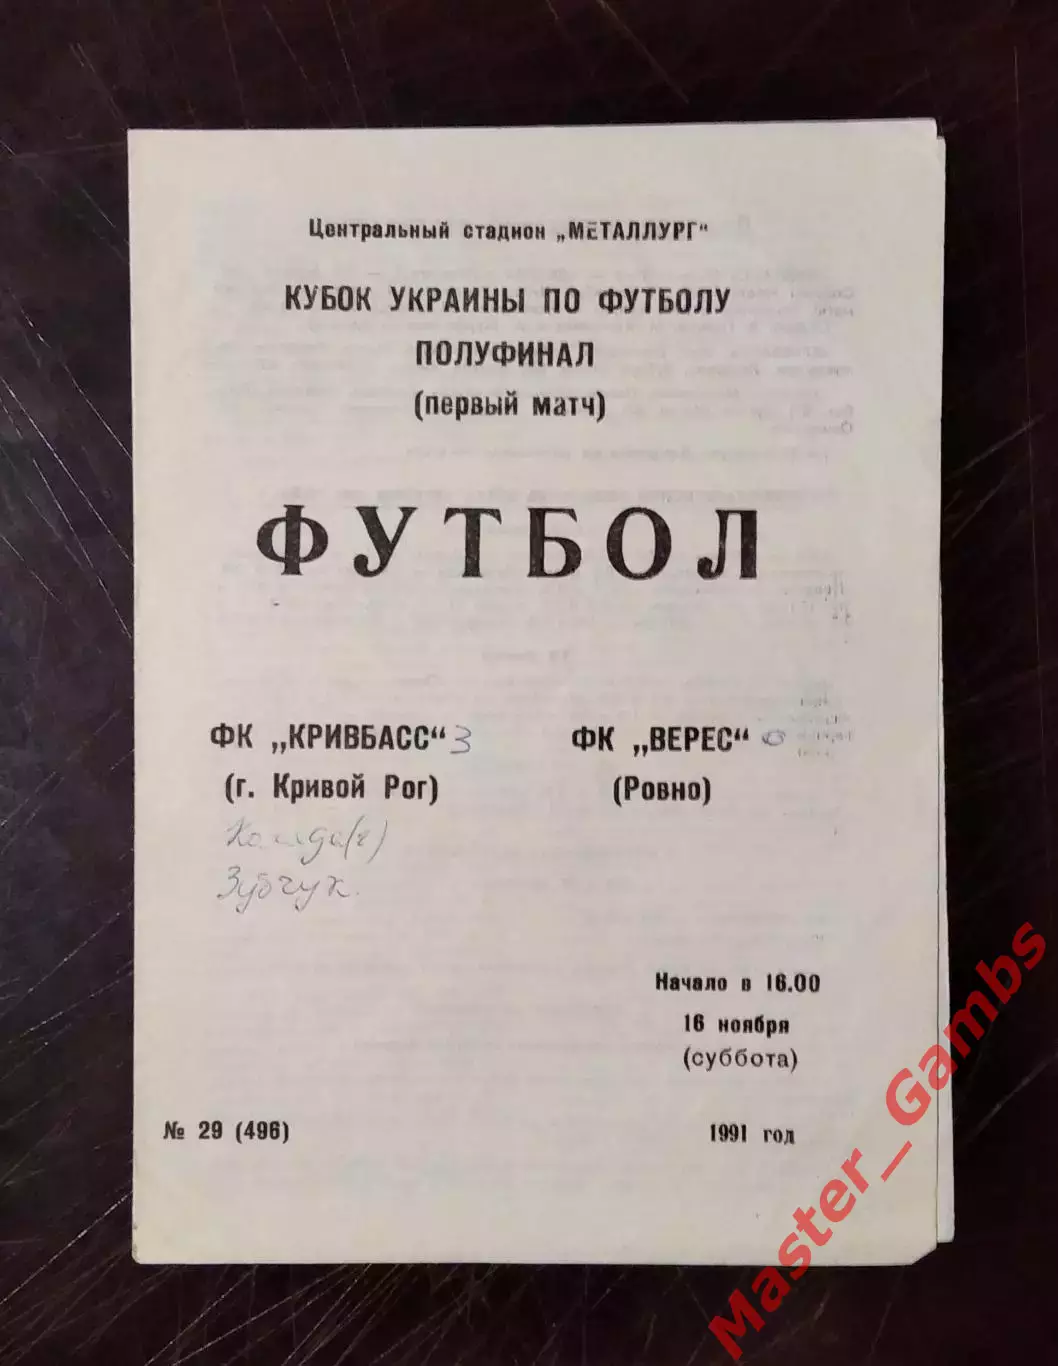 Центральный стадион „МЕТАЛЛУРГ"
КУБОК УКРАИНЫ ПО ФУТБОЛУ
ПОЛУФИНАЛ
(первый матч)
ФУТБОЛ
ФК „КРИВБАСС" 3
(г. Кривой Рог)
ФК „ВЕРЕС" 0
(Ровно)
Зубчук.
Начало в 16.00
16 ноября
(суббота)
№ 29 (496)
1991 год
Master_Gambs